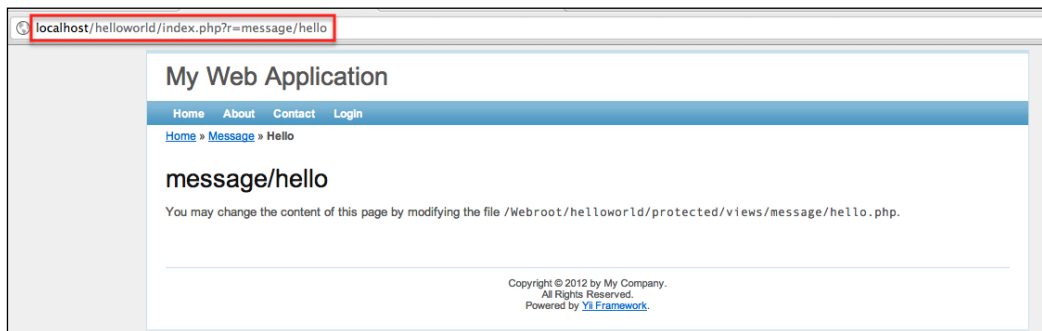 localhost/helloworld/index.php?r=message/hello
My Web Application
Home About Contact Login
Home » Message » Hello
message/hello
You may change the content of this page by modifying the file /Webroot/helloworld/protected/views/message/hello.php.
Copyright © 2012 by My Company.
All Rights Reserved.
Powered by Yii Framework.